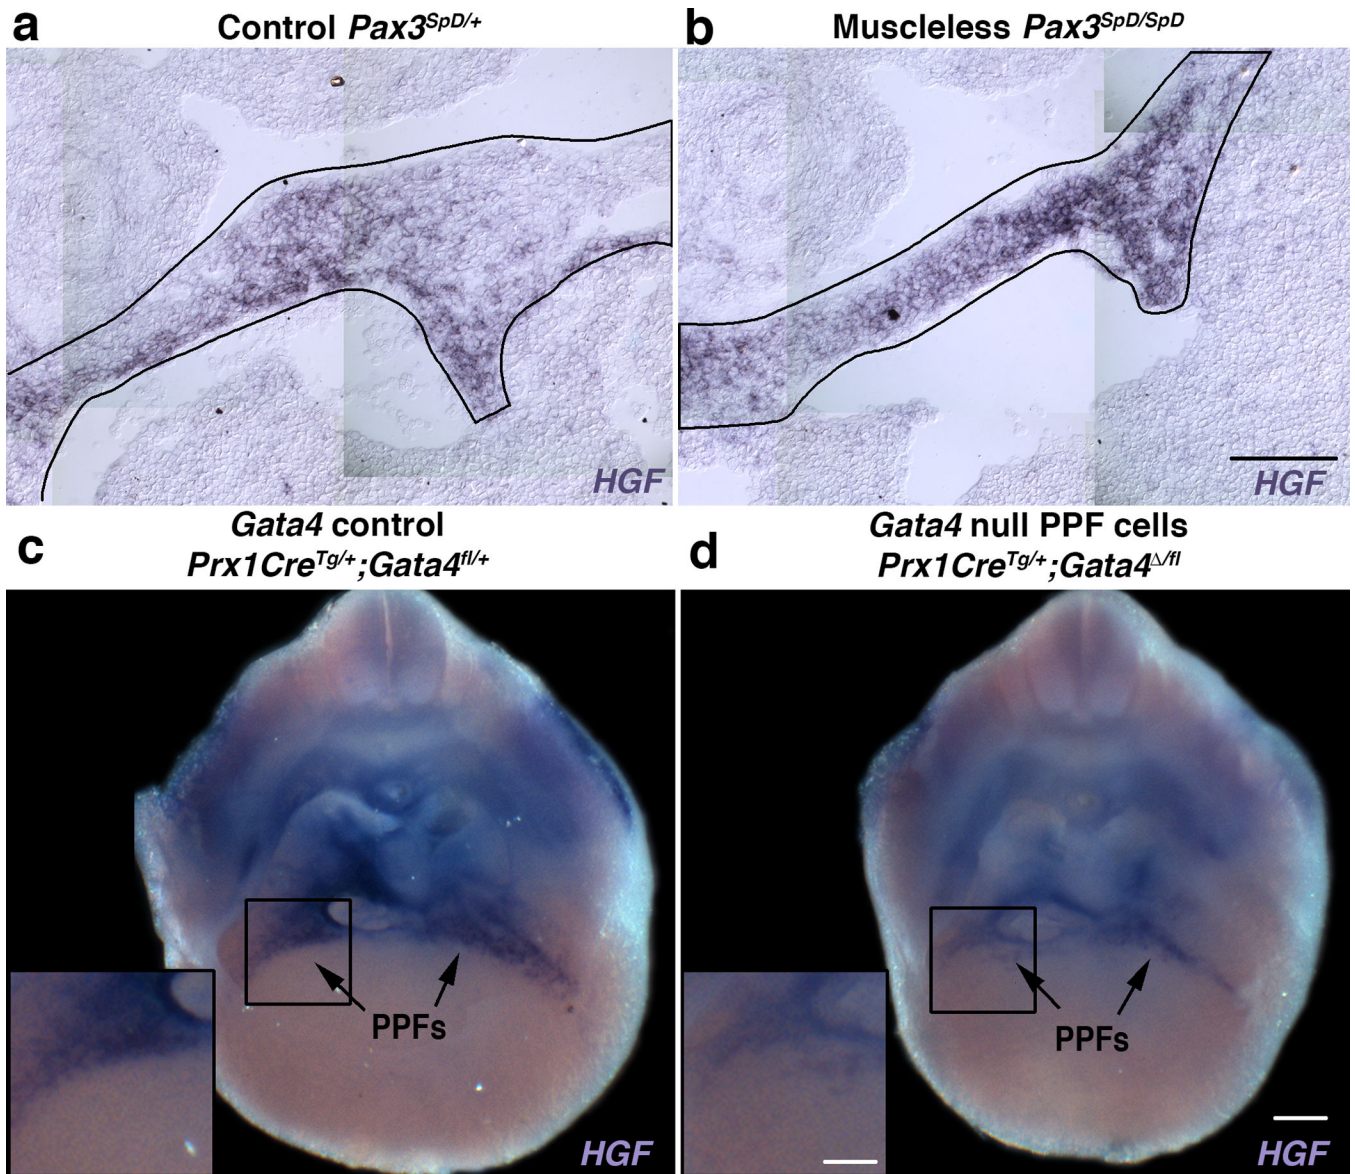 a
Control Pax3SpD/+
b
Muscleless Pax3SpD/SpD
HGF
HGF
c
Gata4 control
Prx1CreTg/+;Gata4fl/+
d
Gata4 null PPF cells
Prx1CreTg/+;Gata4Δ/fl
PPFs
HGF
PPFs
HGF